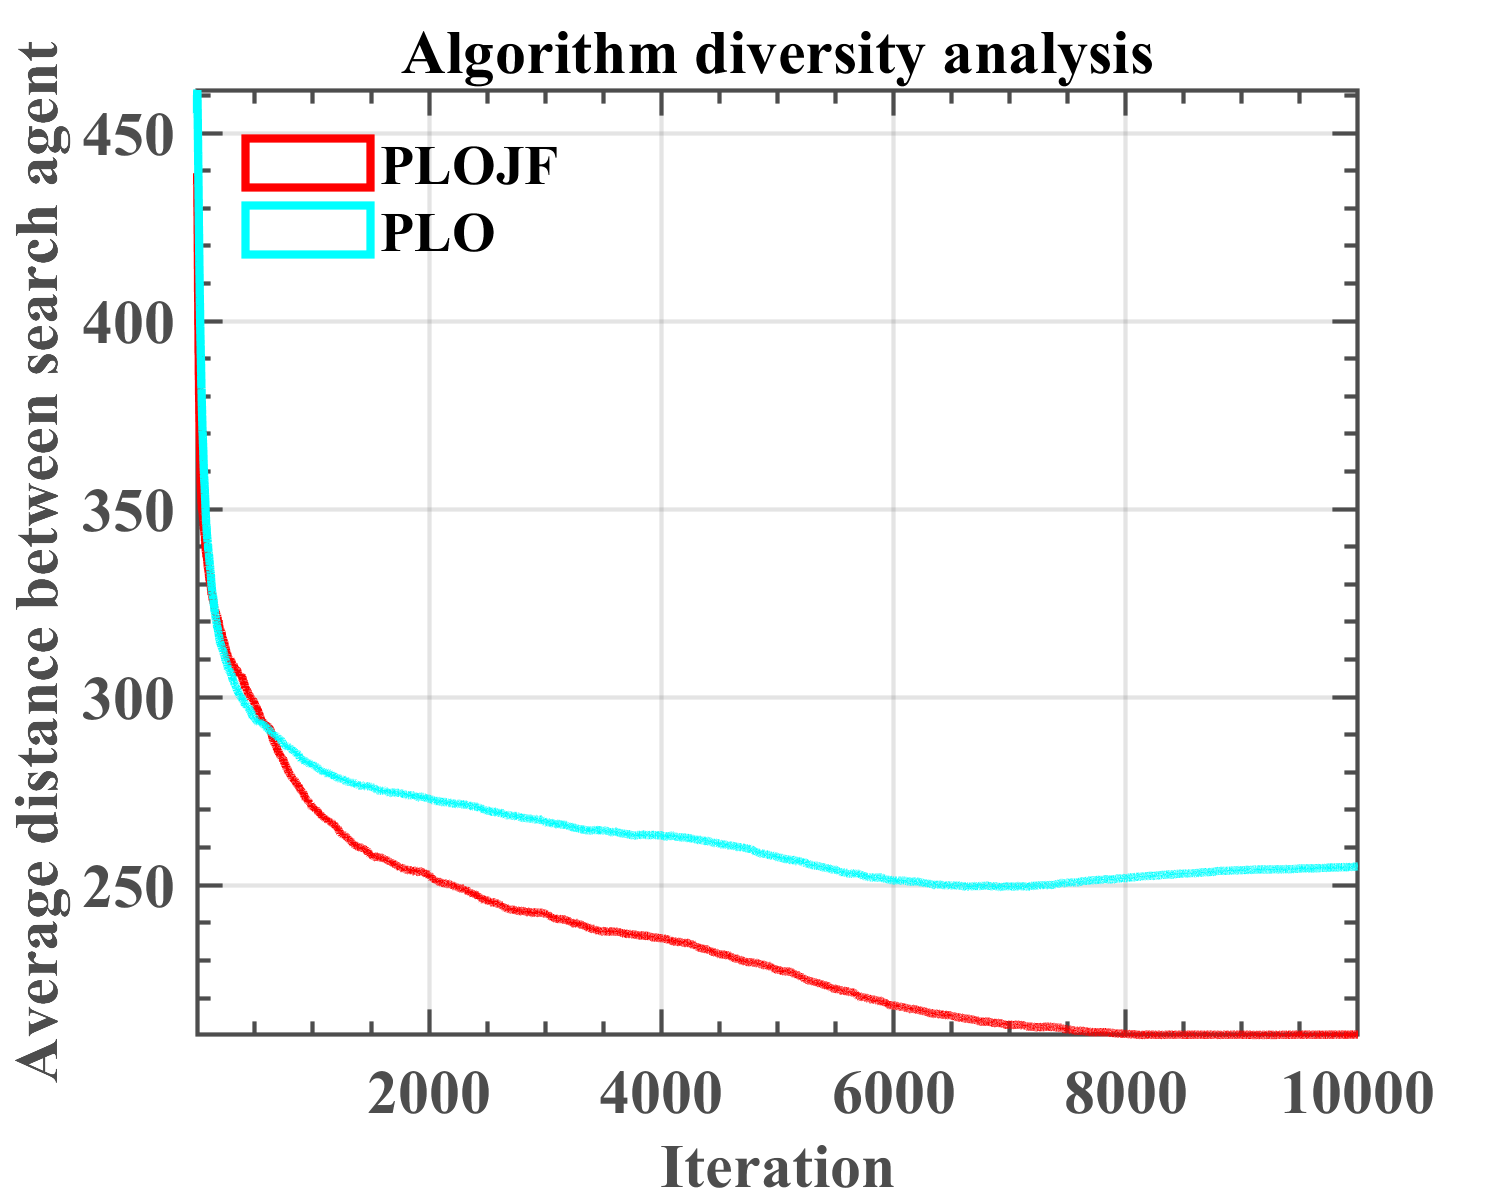 Algorithm diversity analysis
Average distance between search agent
450
400
350
300
250
PLOJF
PLO
2000 4000 6000 8000 10000
Iteration